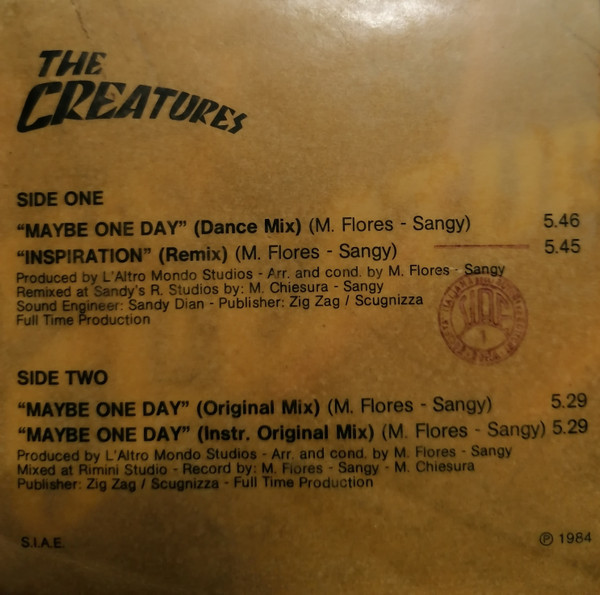 THE
CREATURES
SIDE ONE
“MAYBE ONE DAY” (Dance Mix) (M. Flores - Sangy) 5.46
“INSPIRATION” (Remix) (M. Flores - Sangy) 5.45
Produced by L'Altro Mondo Studios - Arr. and cond. by M. Flores - Sangy
Remixed at Sandy's R. Studios by: M. Chiesura - Sangy
Sound Engineer: Sandy Dian - Publisher: Zig Zag / Scugnizza
Full Time Production
SIDE TWO
“MAYBE ONE DAY” (Original Mix) (M. Flores - Sangy) 5.29
“MAYBE ONE DAY” (Instr. Original Mix) (M. Flores - Sangy) 5.29
Produced by L'Altro Mondo Studios - Arr. and cond. by M. Flores - Sangy
Mixed at Rimini Studio - Record by: M. Flores - Sangy - M. Chiesura
Publisher: Zig Zag / Scugnizza - Full Time Production
S.I.A.E.
Ⓟ 1984